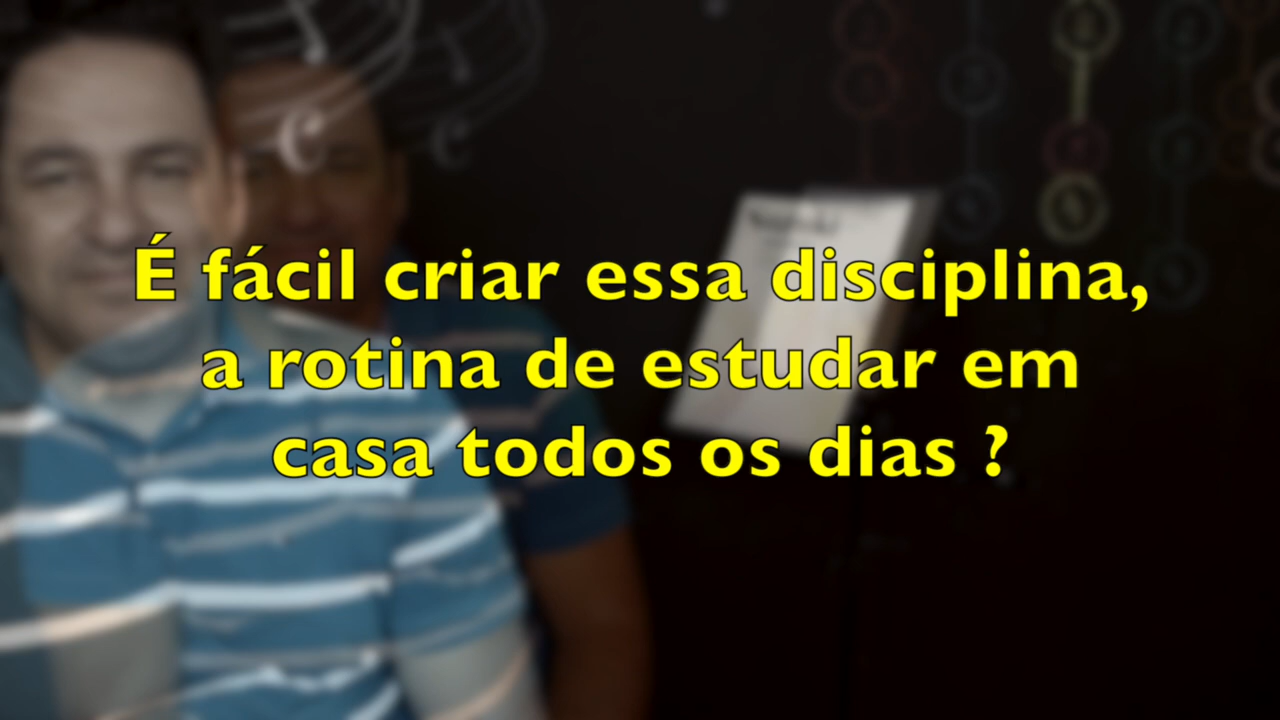 É fácil criar essa disciplina,
a rotina de estudar em
casa todos os dias ?